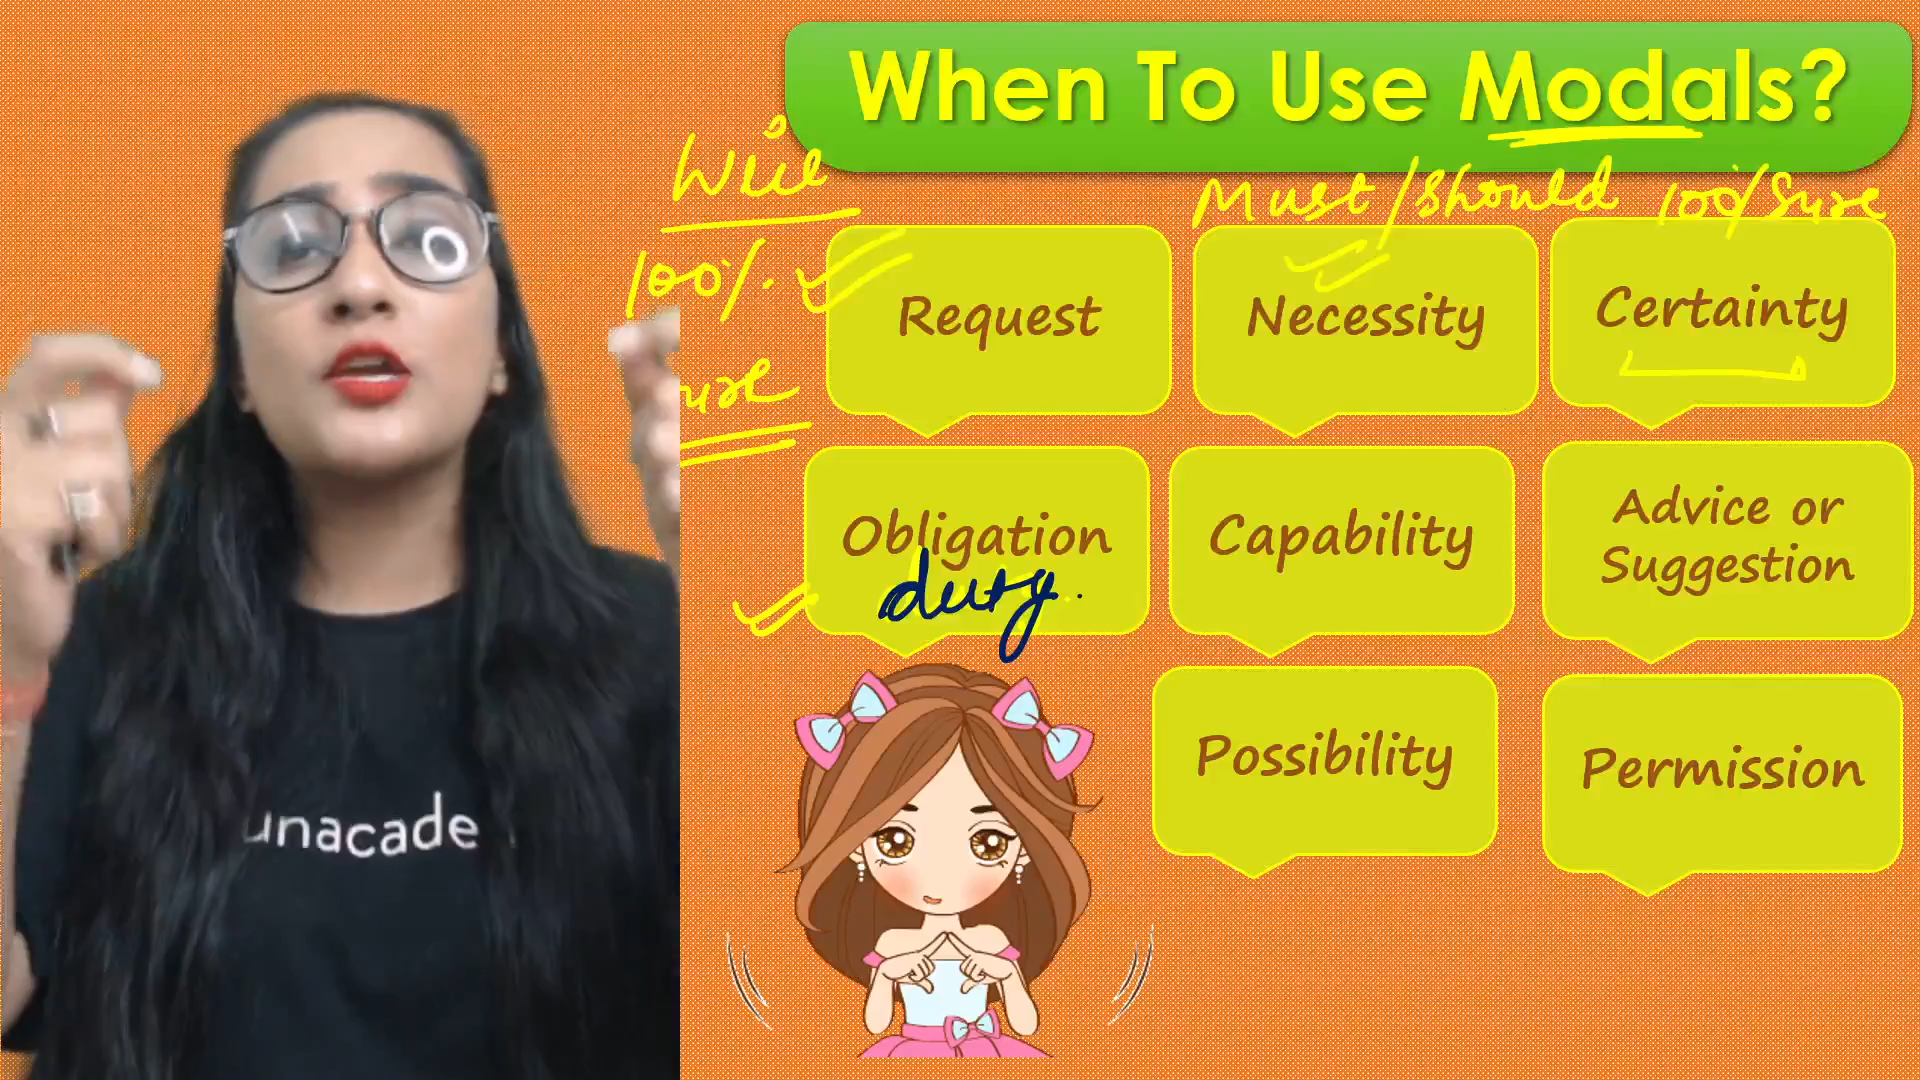 When To Use Modals?
Will
Must/Should
100%/Sure
100%.
Request
Necessity
Certainty
Obligation
duty.
Capability
Advice or
Suggestion
Possibility
Permission
unacade